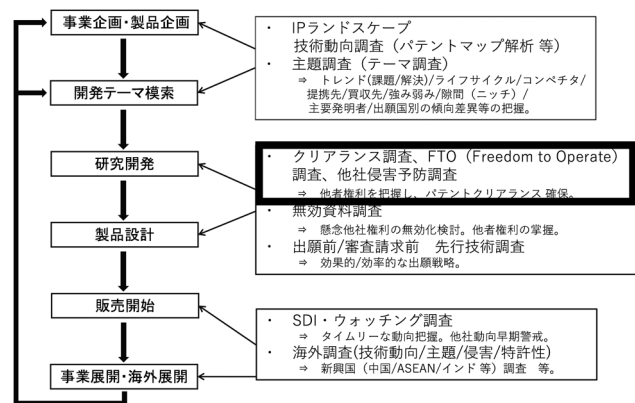 事業企画・製品企画
開発テーマ模索
研究開発
製品設計
販売開始
事業展開・海外展開
・ IPランドスケープ
技術動向調査（パテントマップ解析 等）
・ 主題調査（テーマ調査）
⇒ トレンド(課題/解決)/ライフサイクル/コンペチタ/
提携先/買収先/強み弱み/隙間（ニッチ）/
主要発明者/出願国別の傾向差異等の把握。
・ クリアランス調査、FTO（Freedom to Operate）
調査、他社侵害予防調査
⇒ 他者権利を把握し、パテントクリアランス 確保。
・ 無効資料調査
⇒ 懸念他社権利の無効化検討。他者権利の掌握。
・ 出願前/審査請求前 先行技術調査
⇒ 効果的/効率的な出願戦略。
・ SDI・ウォッチング調査
⇒ タイムリーな動向把握。他社動向早期警戒。
・ 海外調査(技術動向/主題/侵害/特許性)
⇒ 新興国（中国/ASEAN/インド 等）調査 等。